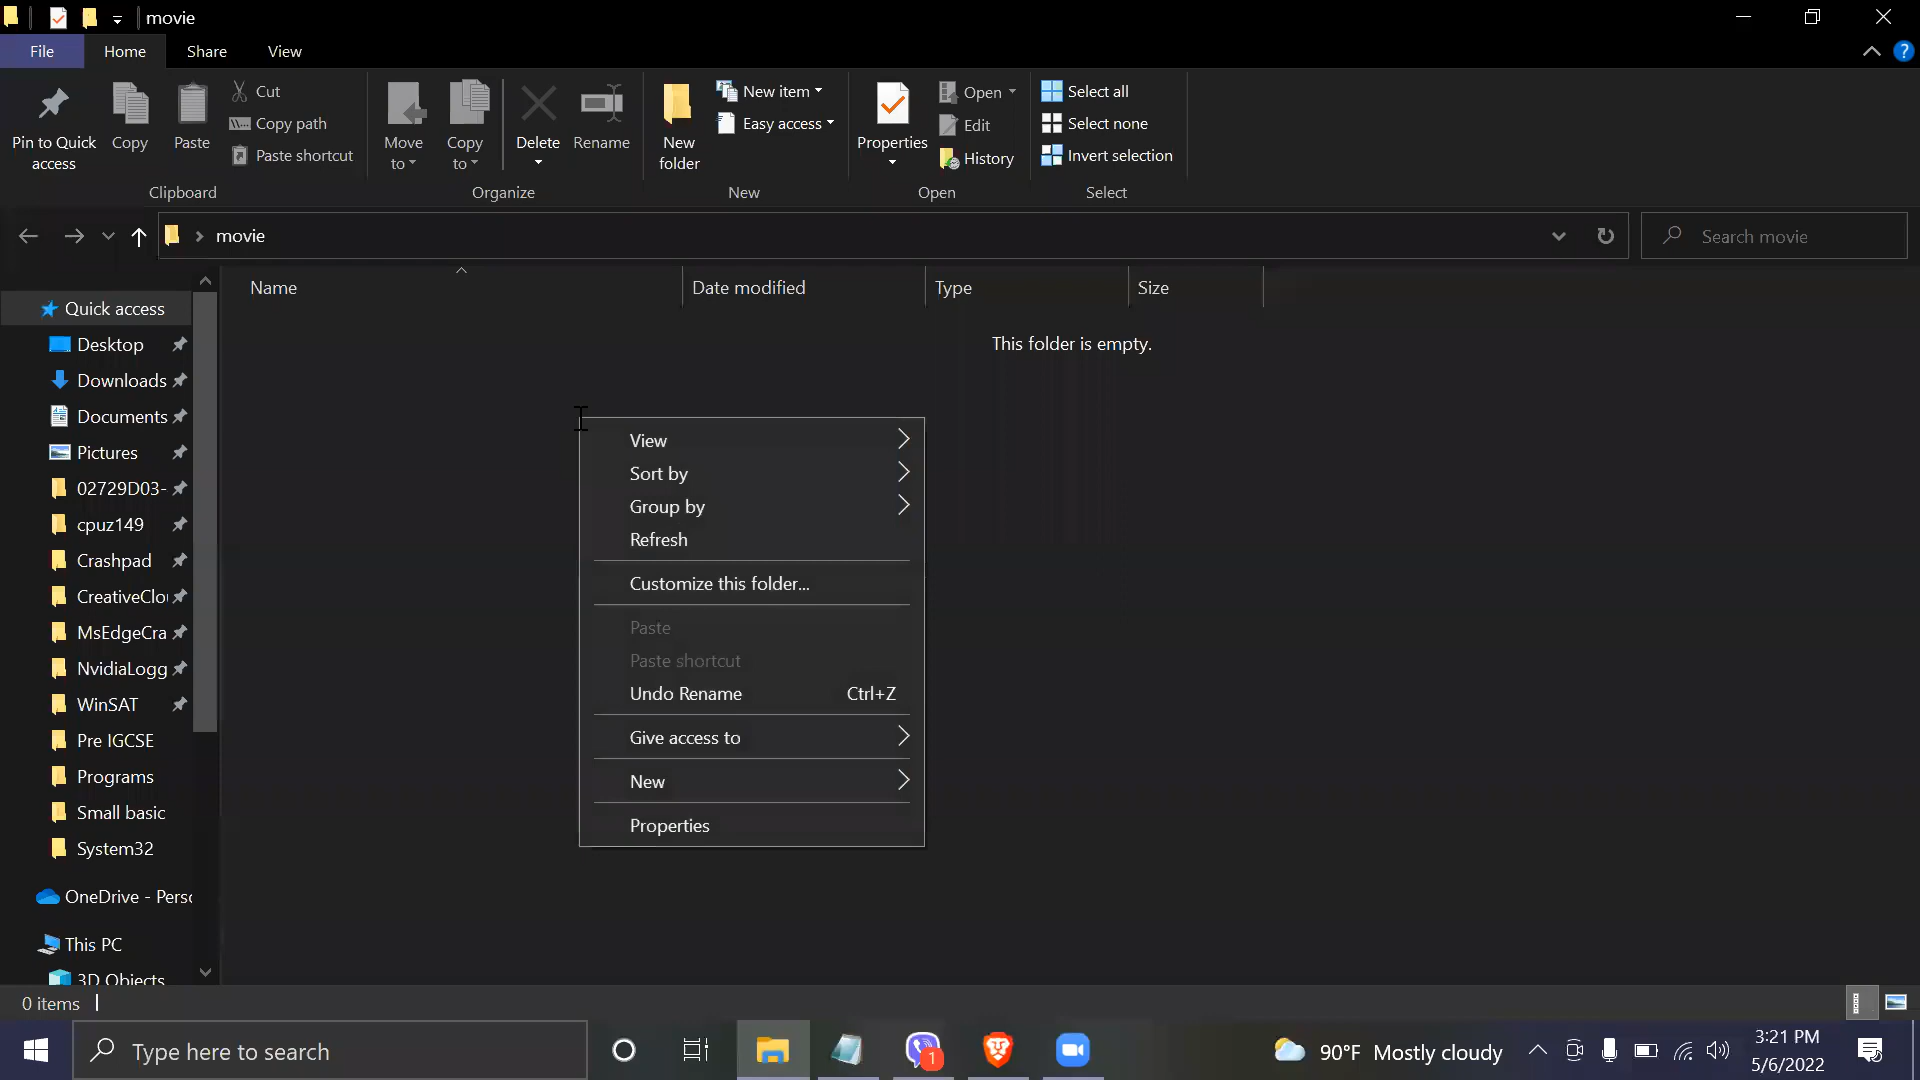 movie
File Home Share View
Pin to Quick access
Copy
Paste
Cut
Copy path
Paste shortcut
Clipboard
Move to
Copy to
Delete
Rename
Organize
New folder
New item
Easy access
New
Properties
Open
Edit
History
Open
Select all
Select none
Invert selection
Select
movie
Search movie
Name Date modified Type Size
This folder is empty.
Quick access
Desktop
Downloads
Documents
Pictures
02729D03-
cpuz149
Crashpad
CreativeClou
MsEdgeCra
NvidiaLogg
WinSAT
Pre IGCSE
Programs
Small basic
System32
OneDrive - Perso
This PC
3D Objects
View
Sort by
Group by
Refresh
Customize this folder...
Paste
Paste shortcut
Undo Rename Ctrl+Z
Give access to
New
Properties
0 items
Type here to search
1
90°F Mostly cloudy
3:21 PM
5/6/2022